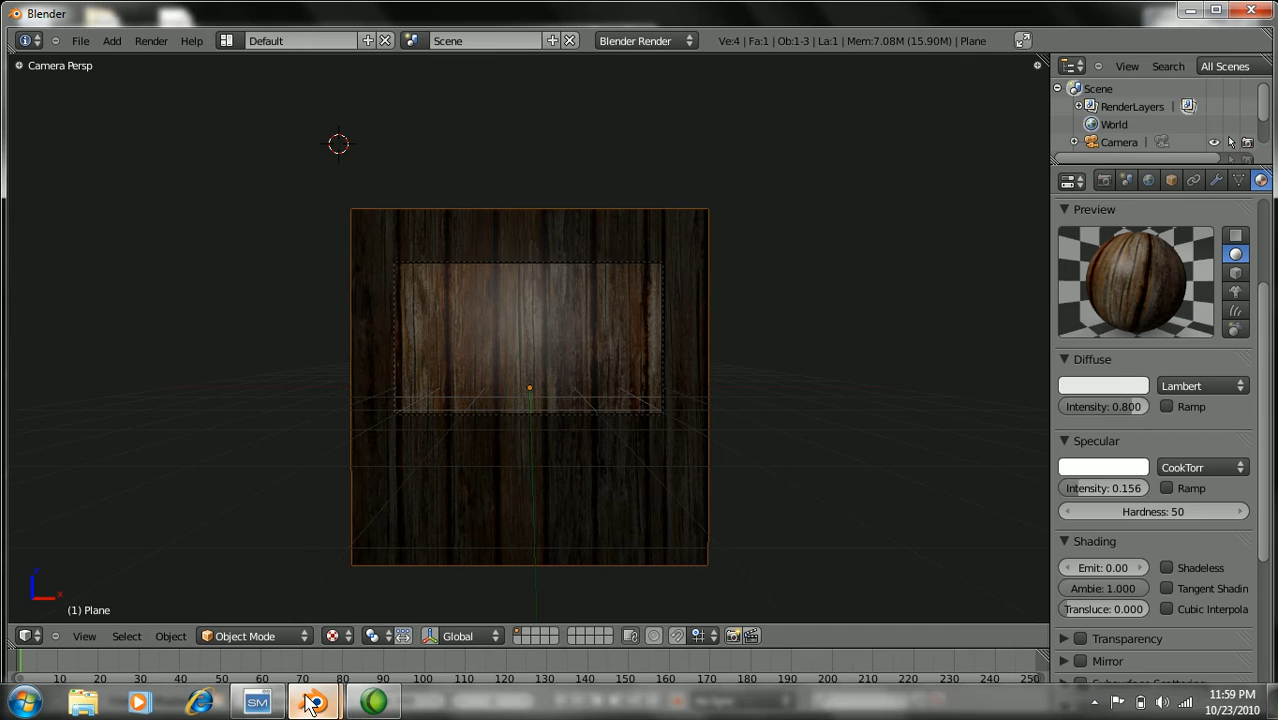 Blender
File Add Render Help Default Scene Blender Render Ve:4 | Fa:1 | Ob:1-3 | La:1 | Mem:7.08M (15.90M) | Plane
Camera Persp
View Search All Scenes
Scene
RenderLayers
World
Camera
Preview
Diffuse
Lambert
Intensity: 0.800 Ramp
Specular
CookTorr
Intensity: 0.156 Ramp
Hardness: 50
Shading
Emit: 0.00 Shadeless
Ambie: 1.000 Tangent Shadin
Transluce: 0.000 Cubic Interpola
Transparency
Mirror
x
(1) Plane
View Select Object Object Mode Global
10 20 30 40 50 60 70 80 90 100 110 120 130 140 150 160 170 180 190 200 210 220 230 240 250
SM
11:59 PM
10/23/2010